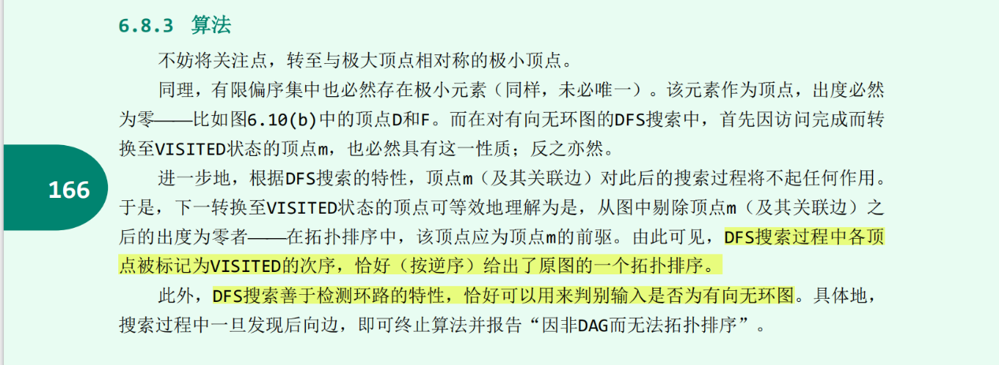 6.8.3 算法
不妨将关注点，转至与极大顶点相对称的极小顶点。
同理，有限偏序集中也必然存在极小元素（同样，未必唯一）。该元素作为顶点，出度必然
为零——比如图6.10(b)中的顶点D和F。而在对有向无环图的DFS搜索中，首先因访问完成而转
换至VISITED状态的顶点m，也必然具有这一性质；反之亦然。
进一步地，根据DFS搜索的特性，顶点m（及其关联边）对此后的搜索过程将不起任何作用。
166
于是，下一转换至VISITED状态的顶点可等效地理解为是，从图中剔除顶点m（及其关联边）之
后的出度为零者——在拓扑排序中，该顶点应为顶点m的前驱。由此可见，DFS搜索过程中各顶
点被标记为VISITED的次序，恰好（按逆序）给出了原图的一个拓扑排序。
此外，DFS搜索善于检测环路的特性，恰好可以用来判别输入是否为有向无环图。具体地，
搜索过程中一旦发现后向边，即可终止算法并报告“因非DAG而无法拓扑排序”。